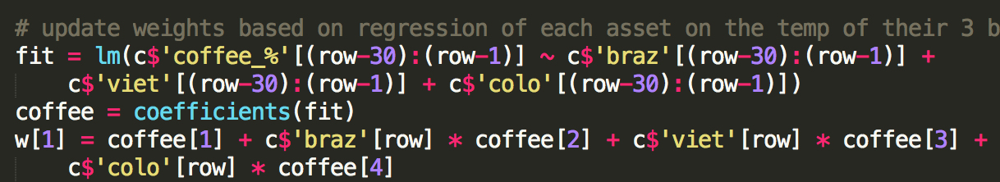 # update weights based on regression of each asset on the temp of their 3 b
fit = lm(c$'coffee_%'[(row-30):(row-1)] ~ c$'braz'[(row-30):(row-1)] +
c$'viet'[(row-30):(row-1)] + c$'colo'[(row-30):(row-1)])
coffee = coefficients(fit)
w[1] = coffee[1] + c$'braz'[row] * coffee[2] + c$'viet'[row] * coffee[3] +
c$'colo'[row] * coffee[4]